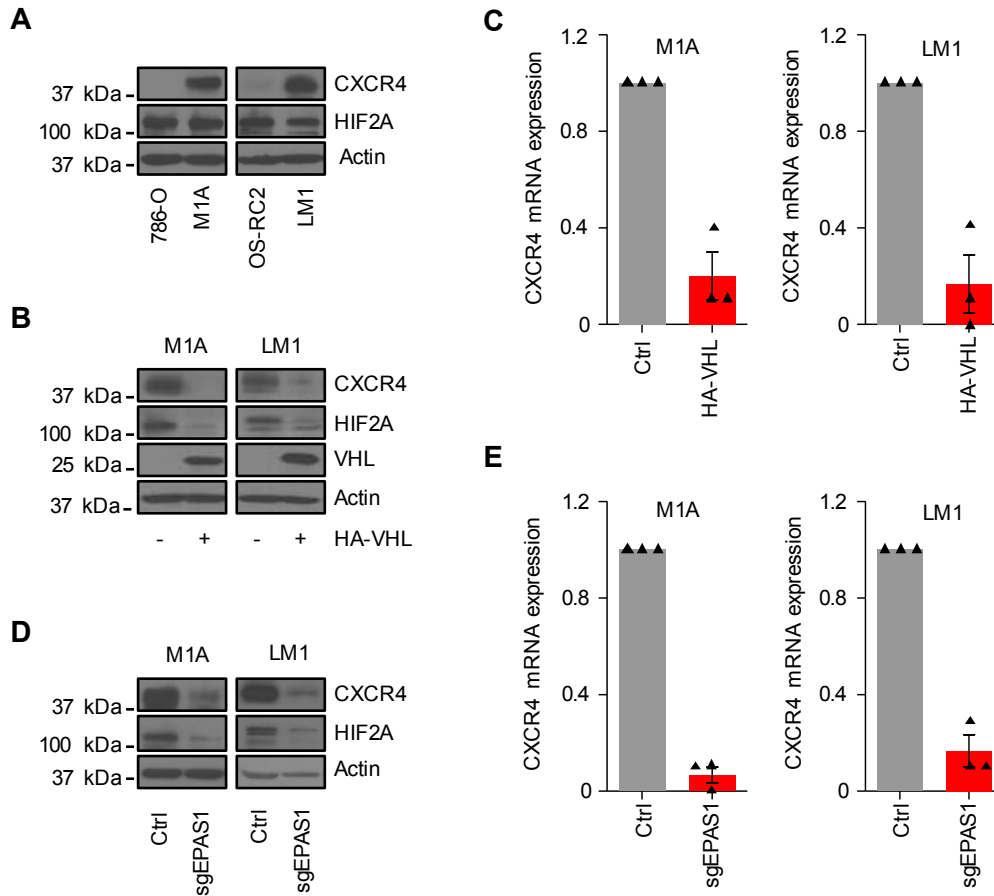 A
CXCR4
37 kDa
HIF2A
100 kDa
Actin
37 kDa
786-O
M1A
OS-RC2
LM1
B
M1A LM1
CXCR4
37 kDa
HIF2A
100 kDa
VHL
25 kDa
Actin
37 kDa
- + - + HA-VHL
D
M1A LM1
CXCR4
37 kDa
HIF2A
100 kDa
Actin
37 kDa
Ctrl
sgEPAS1
Ctrl
sgEPAS1
C
M1A
CXCR4 mRNA expression
1.2
0.8
0.4
0
Ctrl
HA-VHL
LM1
CXCR4 mRNA expression
1.2
0.8
0.4
0
Ctrl
HA-VHL
E
M1A
CXCR4 mRNA expression
1.2
0.8
0.4
0
Ctrl
sgEPAS1
LM1
CXCR4 mRNA expression
1.2
0.8
0.4
0
Ctrl
sgEPAS1